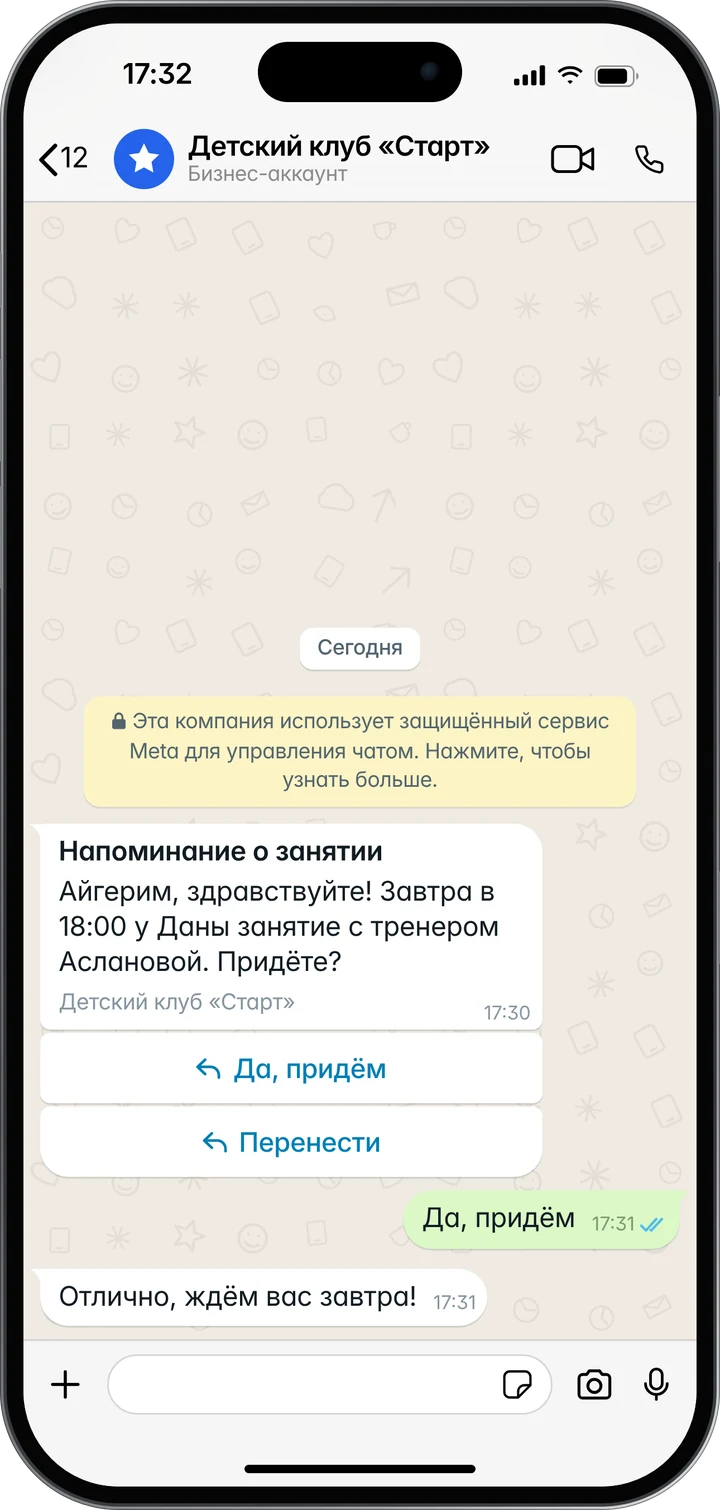 17:32
12
Детский клуб «Старт»
Бизнес-аккаунт
Сегодня
Эта компания использует защищённый сервис
Meta для управления чатом. Нажмите, чтобы
узнать больше.
Напоминание о занятии
Айгерим, здравствуйте! Завтра в
18:00 у Даны занятие с тренером
Аслановой. Придёте?
Детский клуб «Старт»
17:30
Да, придём
Перенести
Да, придём 17:31
Отлично, ждём вас завтра! 17:31